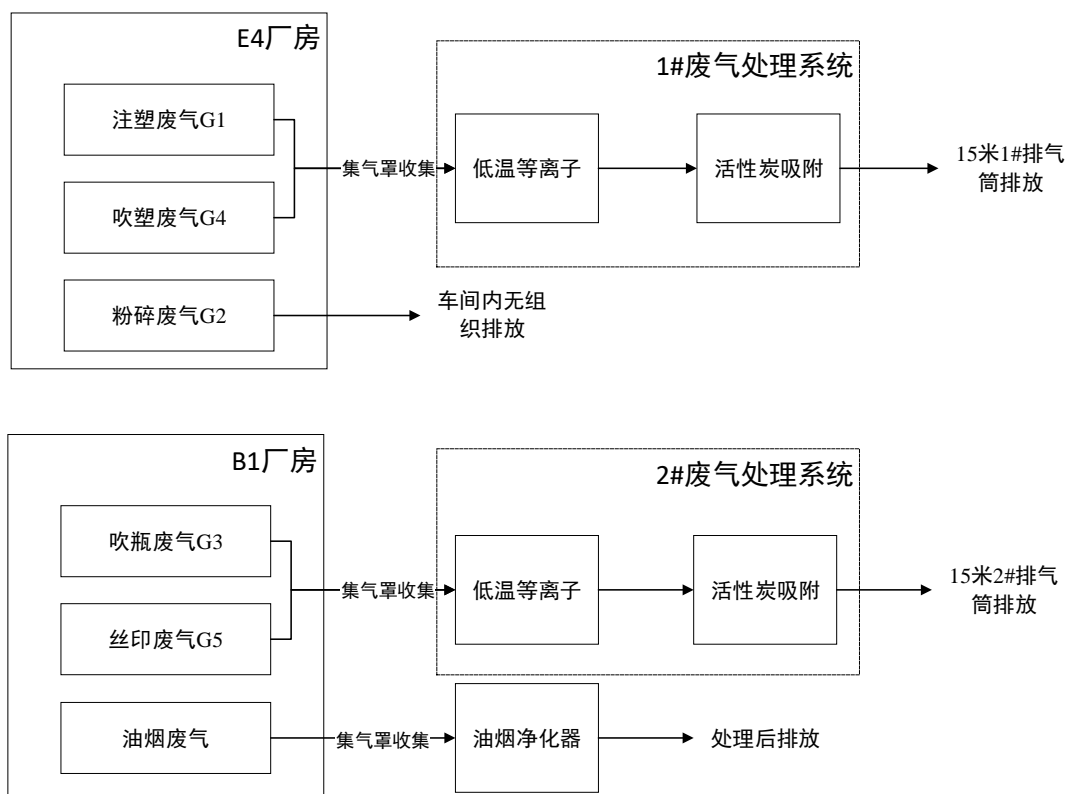 E4厂房
1#废气处理系统
注塑废气G1
集气罩收集
低温等离子
活性炭吸附
15米1#排气
筒排放
吹塑废气G4
粉碎废气G2
车间内无组
织排放
B1厂房
2#废气处理系统
吹瓶废气G3
集气罩收集
低温等离子
活性炭吸附
15米2#排气
筒排放
丝印废气G5
油烟废气
集气罩收集
油烟净化器
处理后排放